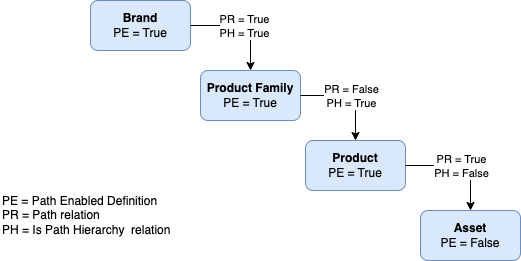 Brand
PE = True
PR = True
PH = True
Product Family
PE = True
PR = False
PH = True
Product
PE = True
PR = True
PH = False
Asset
PE = False
PE = Path Enabled Definition
PR = Path relation
PH = Is Path Hierarchy relation